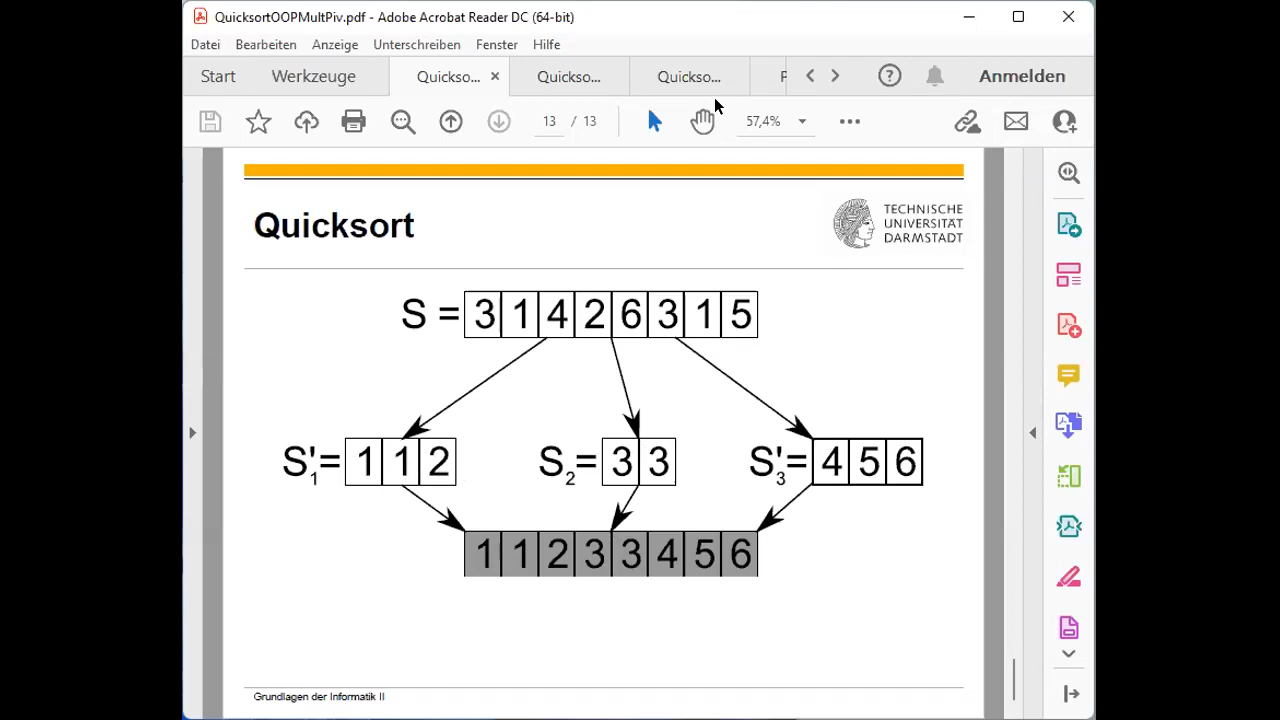 QuicksortOOPMultPiv.pdf - Adobe Acrobat Reader DC (64-bit)
Datei Bearbeiten Anzeige Unterschreiben Fenster Hilfe
Start Werkzeuge Quickso... × Quickso... Quickso... Anmelden
13 / 13 57,4%
Quicksort
TECHNISCHE
UNIVERSITÄT
DARMSTADT
S = 3 1 4 2 6 3 1 5
S'₁= 1 1 2 S₂= 3 3 S'₃= 4 5 6
1 1 2 3 3 4 5 6
Grundlagen der Informatik II